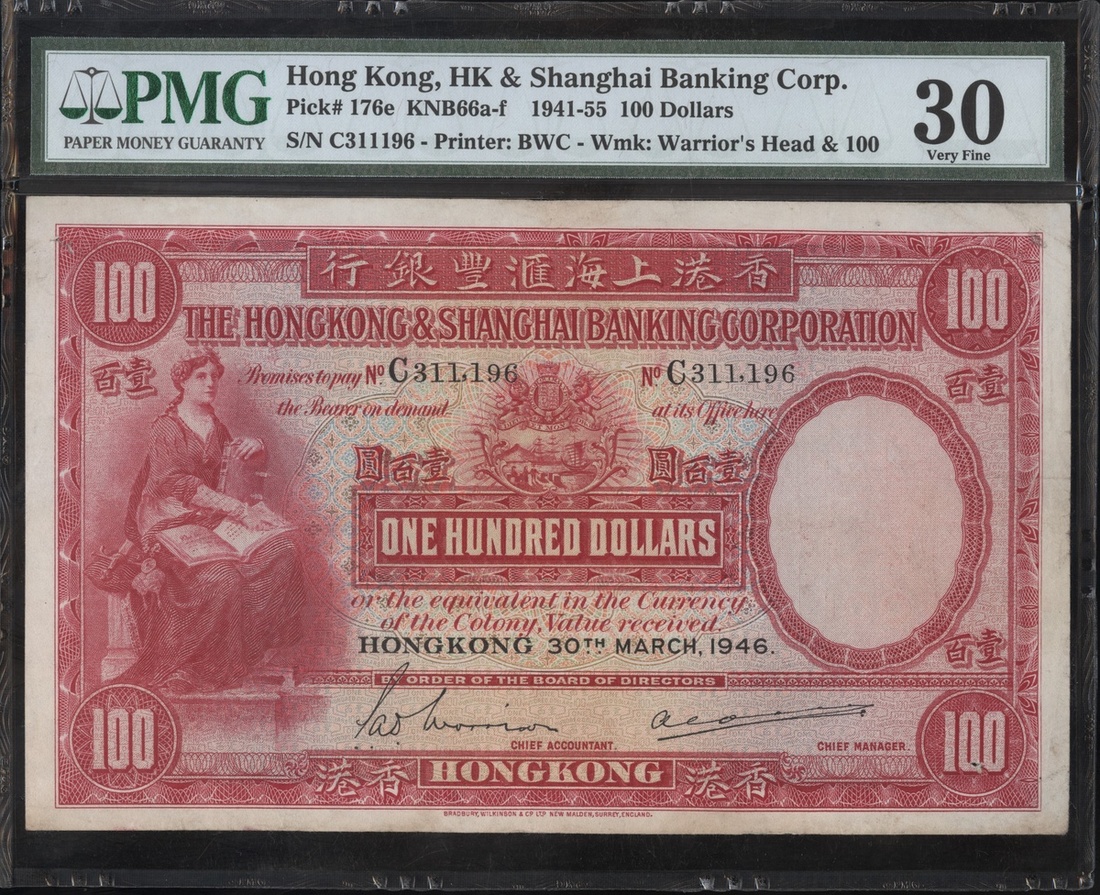 PMG
PAPER MONEY GUARANTY
Hong Kong, HK & Shanghai Banking Corp.
Pick# 176e KNB66a-f 1941-55 100 Dollars
S/N C311196 - Printer: BWC - Wmk: Warrior's Head & 100
30
Very Fine
行銀豐滙海上港香
100
100
THE HONGKONG & SHANGHAI BANKING CORPORATION
百壹
Promises to pay No. C311,196
No. C311,196
百壹
the Bearer on demand
at its Office here
圓百壹
圓百壹
ONE HUNDRED DOLLARS
or the equivalent in the Currency
of the Colony, Value received.
HONGKONG 30TH MARCH, 1946.
百壹
BY ORDER OF THE BOARD OF DIRECTORS
100
100
CHIEF ACCOUNTANT.
CHIEF MANAGER.
港香
HONGKONG
港香
BRADBURY, WILKINSON & CO LTD NEW MALDEN, SURREY, ENGLAND.